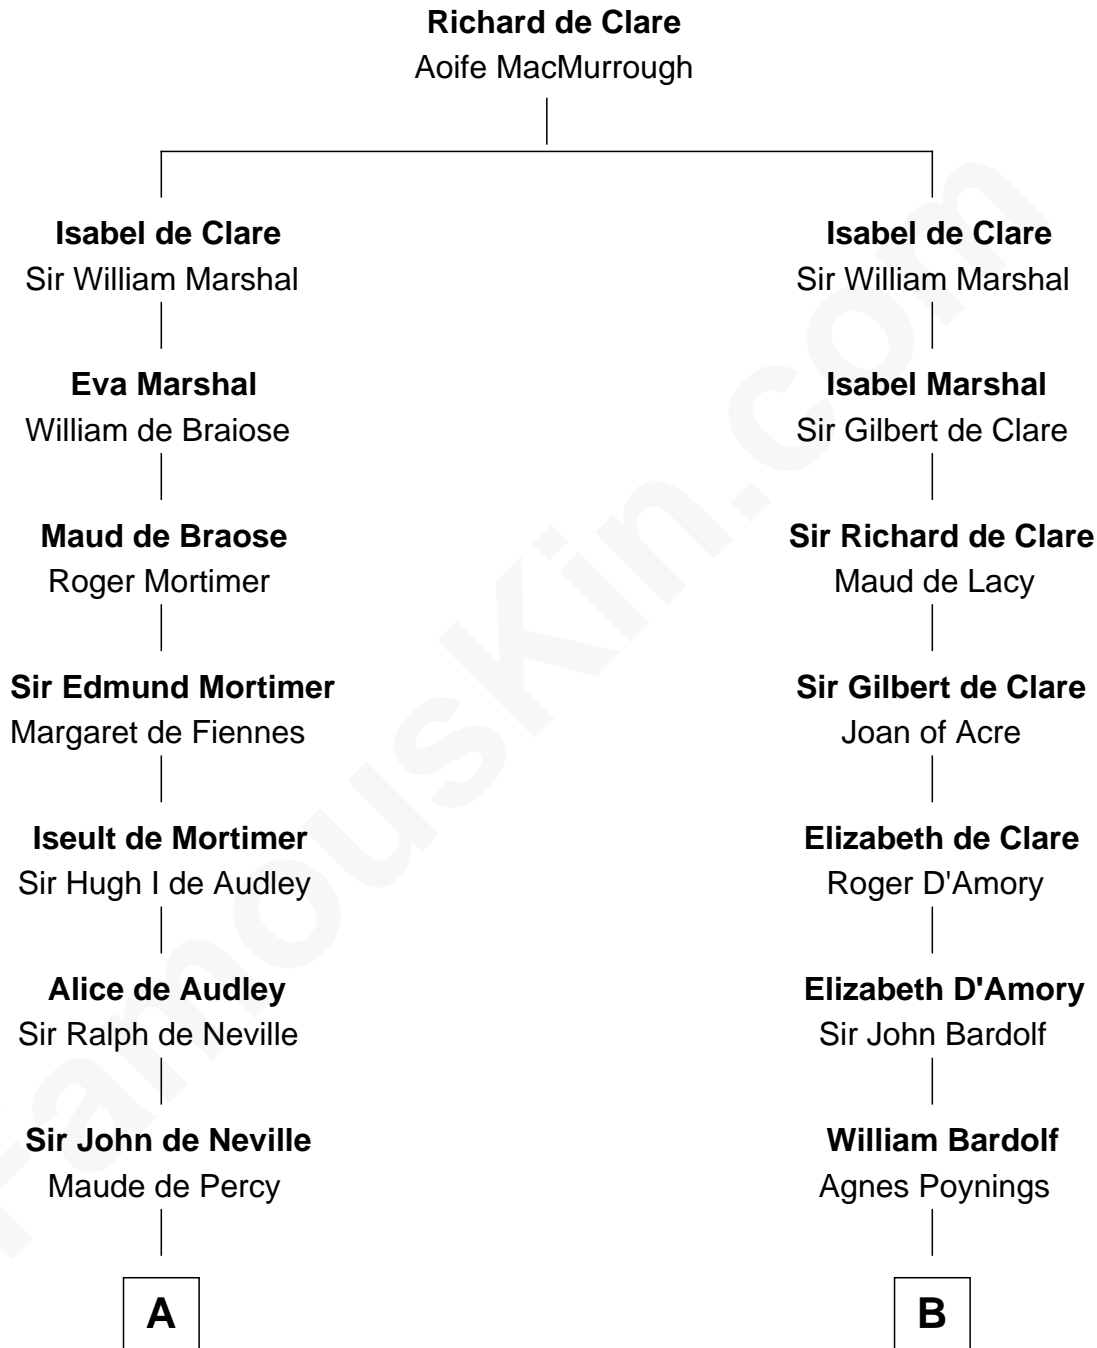 Richard de Clare
Aoife MacMurrough
Isabel de Clare
Sir William Marshal
Isabel de Clare
Sir William Marshal
Eva Marshal
William de Braiose
Isabel Marshal
Sir Gilbert de Clare
Maud de Braose
Roger Mortimer
Sir Richard de Clare
Maud de Lacy
Sir Edmund Mortimer
Margaret de Fiennes
Sir Gilbert de Clare
Joan of Acre
Iseult de Mortimer
Sir Hugh I de Audley
Elizabeth de Clare
Roger D'Amory
Alice de Audley
Sir Ralph de Neville
Elizabeth D'Amory
Sir John Bardolf
Sir John de Neville
Maude de Percy
William Bardolf
Agnes Poynings
A
B
FamousKin.com